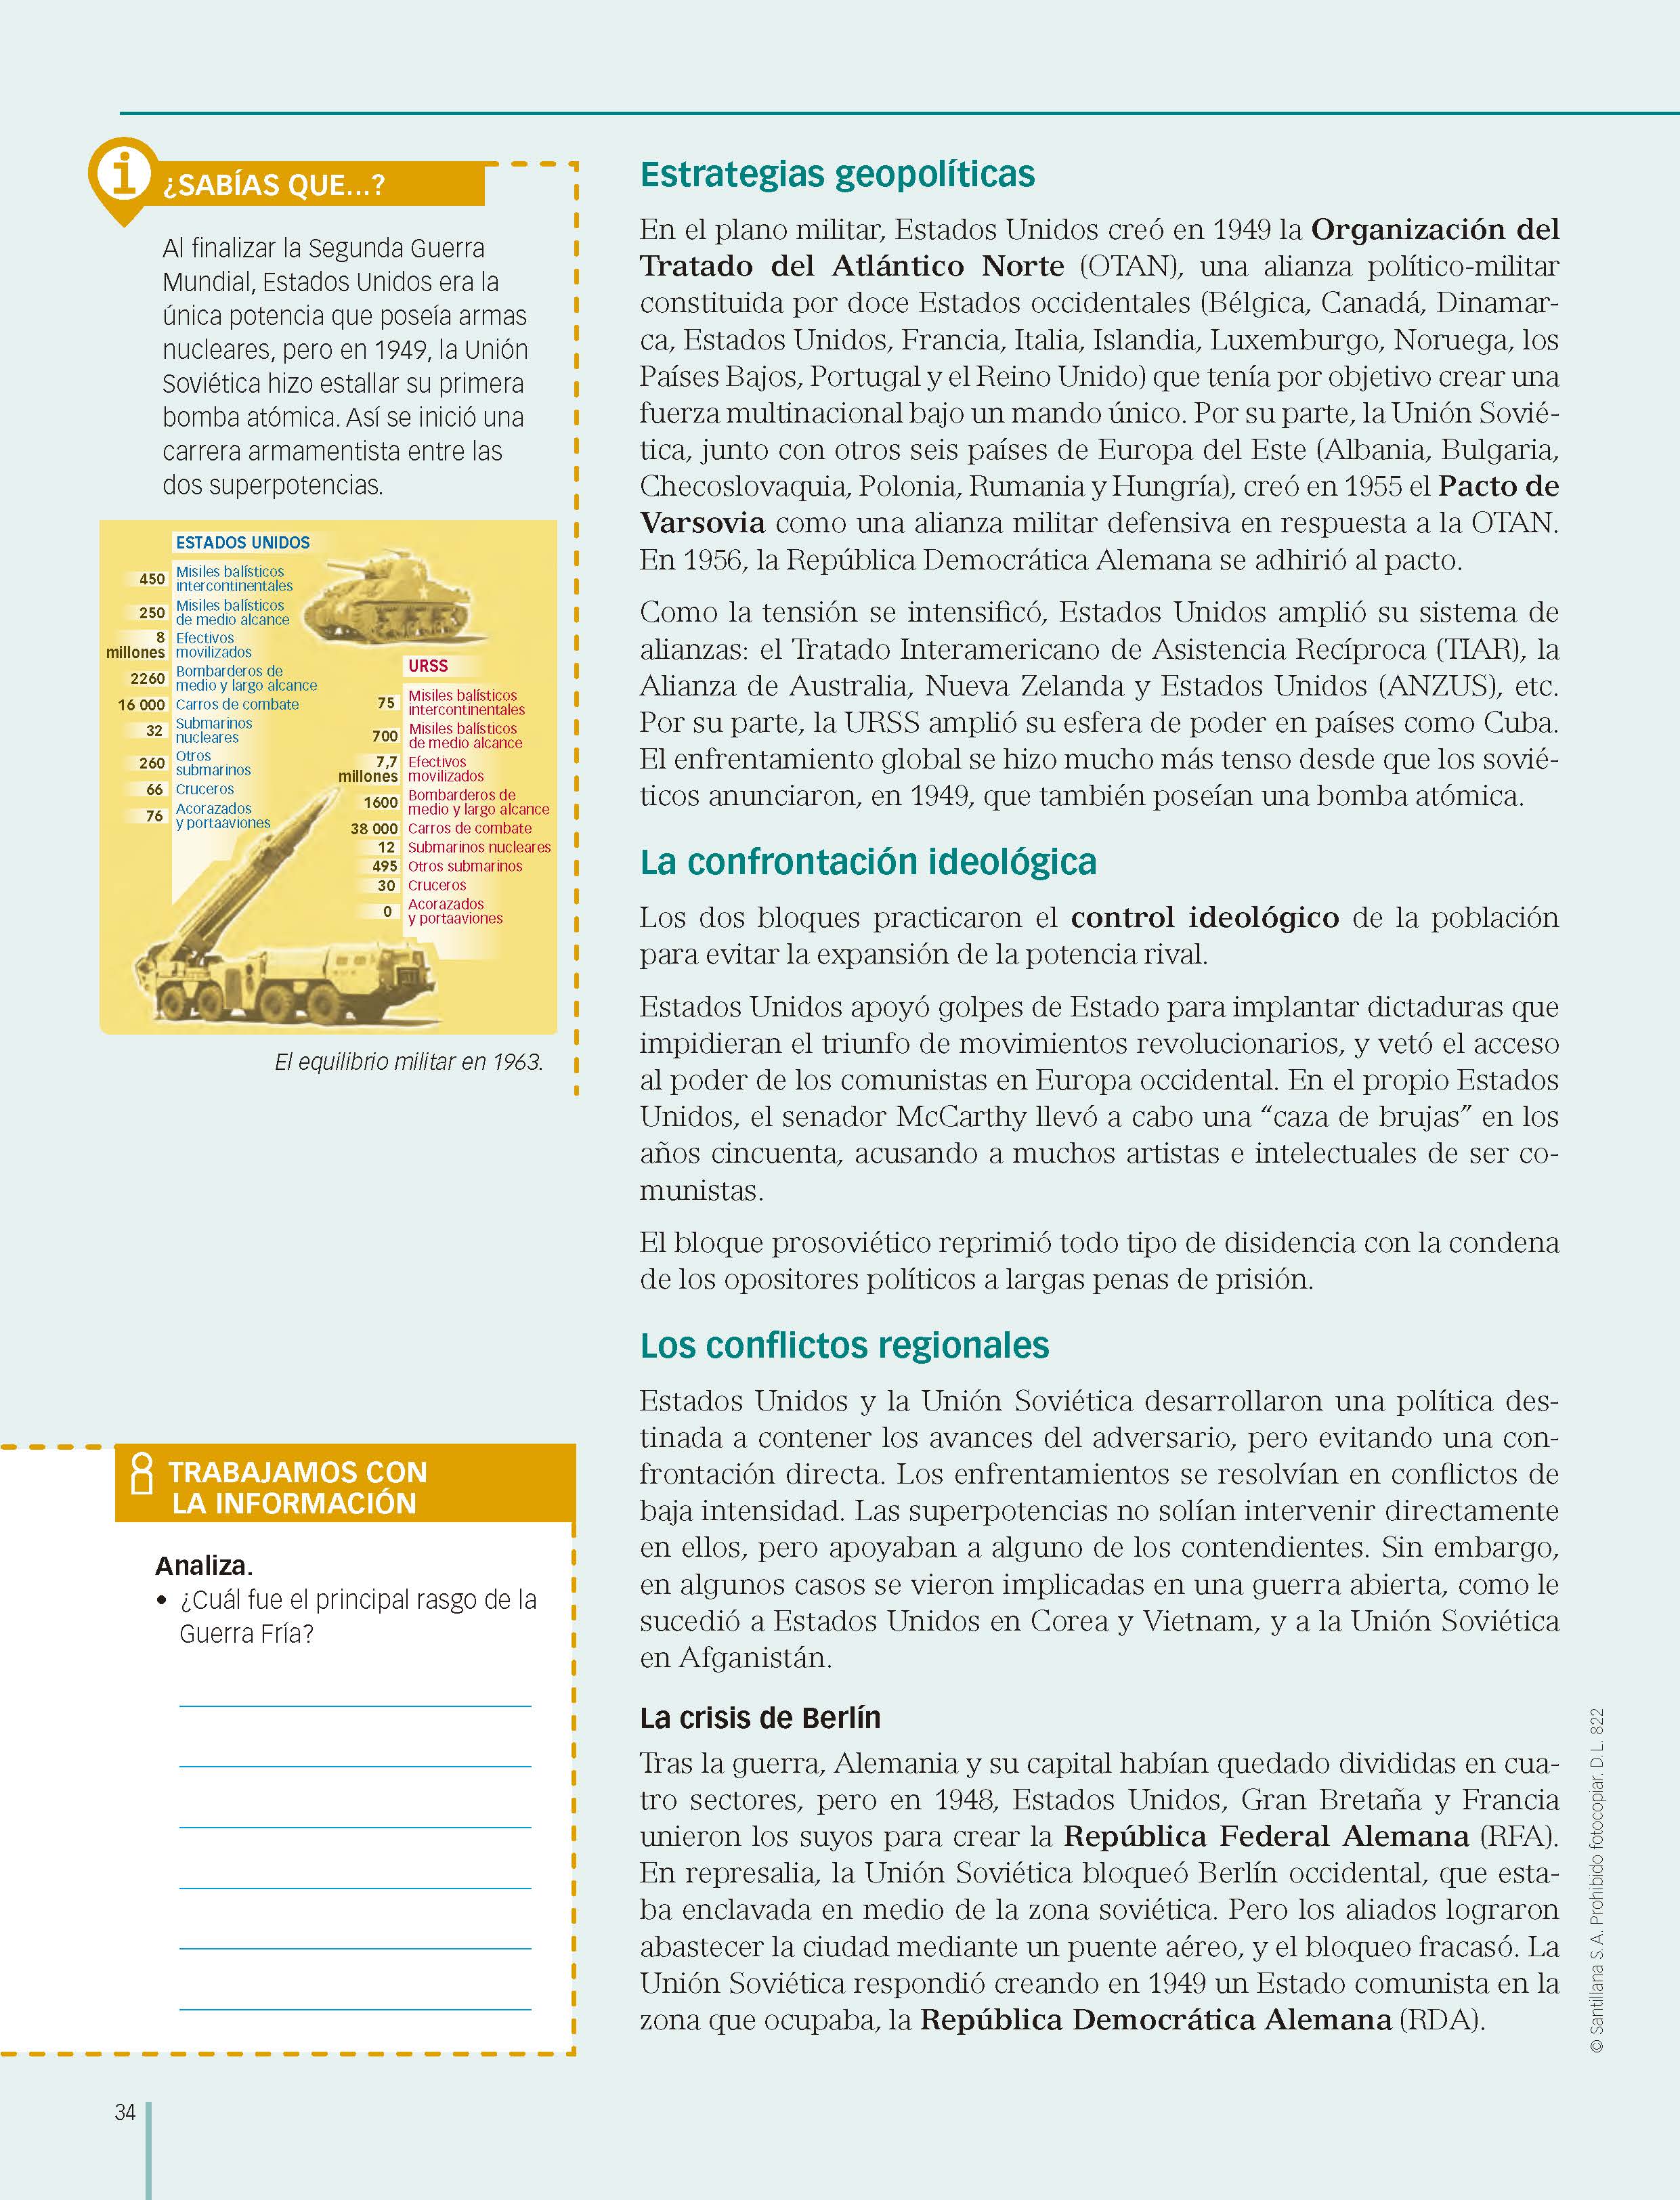 ¿SABÍAS QUE...?
Al finalizar la Segunda Guerra
Mundial, Estados Unidos era la
única potencia que poseía armas
nucleares, pero en 1949, la Unión
Soviética hizo estallar su primera
bomba atómica. Así se inició una
carrera armamentista entre las
dos superpotencias.
ESTADOS UNIDOS
450 Misiles balísticos
intercontinentales
250 Misiles balísticos
de medio alcance
8 Efectivos
millones movilizados
2260 Bombarderos de
medio y largo alcance
16 000 Carros de combate
32 Submarinos
nucleares
260 Otros
submarinos
66 Cruceros
76 Acorazados
y portaaviones
URSS
75 Misiles balísticos
intercontinentales
700 Misiles balísticos
de medio alcance
7,7 Efectivos
millones movilizados
1600 Bombarderos de
medio y largo alcance
38 000 Carros de combate
12 Submarinos nucleares
495 Otros submarinos
30 Cruceros
0 Acorazados
y portaaviones
El equilibrio militar en 1963.
TRABAJAMOS CON
LA INFORMACIÓN
Analiza.
• ¿Cuál fue el principal rasgo de la
Guerra Fría?
Estrategias geopolíticas
En el plano militar, Estados Unidos creó en 1949 la Organización del
Tratado del Atlántico Norte (OTAN), una alianza político-militar
constituida por doce Estados occidentales (Bélgica, Canadá, Dinamar-
ca, Estados Unidos, Francia, Italia, Islandia, Luxemburgo, Noruega, los
Países Bajos, Portugal y el Reino Unido) que tenía por objetivo crear una
fuerza multinacional bajo un mando único. Por su parte, la Unión Sovié-
tica, junto con otros seis países de Europa del Este (Albania, Bulgaria,
Checoslovaquia, Polonia, Rumania y Hungría), creó en 1955 el Pacto de
Varsovia como una alianza militar defensiva en respuesta a la OTAN.
En 1956, la República Democrática Alemana se adhirió al pacto.
Como la tensión se intensificó, Estados Unidos amplió su sistema de
alianzas: el Tratado Interamericano de Asistencia Recíproca (TIAR), la
Alianza de Australia, Nueva Zelanda y Estados Unidos (ANZUS), etc.
Por su parte, la URSS amplió su esfera de poder en países como Cuba.
El enfrentamiento global se hizo mucho más tenso desde que los sovié-
ticos anunciaron, en 1949, que también poseían una bomba atómica.
La confrontación ideológica
Los dos bloques practicaron el control ideológico de la población
para evitar la expansión de la potencia rival.
Estados Unidos apoyó golpes de Estado para implantar dictaduras que
impidieran el triunfo de movimientos revolucionarios, y vetó el acceso
al poder de los comunistas en Europa occidental. En el propio Estados
Unidos, el senador McCarthy llevó a cabo una “caza de brujas” en los
años cincuenta, acusando a muchos artistas e intelectuales de ser co-
munistas.
El bloque prosoviético reprimió todo tipo de disidencia con la condena
de los opositores políticos a largas penas de prisión.
Los conflictos regionales
Estados Unidos y la Unión Soviética desarrollaron una política des-
tinada a contener los avances del adversario, pero evitando una con-
frontación directa. Los enfrentamientos se resolvían en conflictos de
baja intensidad. Las superpotencias no solían intervenir directamente
en ellos, pero apoyaban a alguno de los contendientes. Sin embargo,
en algunos casos se vieron implicadas en una guerra abierta, como le
sucedió a Estados Unidos en Corea y Vietnam, y a la Unión Soviética
en Afganistán.
La crisis de Berlín
Tras la guerra, Alemania y su capital habían quedado divididas en cua-
tro sectores, pero en 1948, Estados Unidos, Gran Bretaña y Francia
unieron los suyos para crear la República Federal Alemana (RFA).
En represalia, la Unión Soviética bloqueó Berlín occidental, que esta-
ba enclavada en medio de la zona soviética. Pero los aliados lograron
abastecer la ciudad mediante un puente aéreo, y el bloqueo fracasó. La
Unión Soviética respondió creando en 1949 un Estado comunista en la
zona que ocupaba, la República Democrática Alemana (RDA).
© Santillana S.A. Prohibido fotocopiar. D.L. 822
34